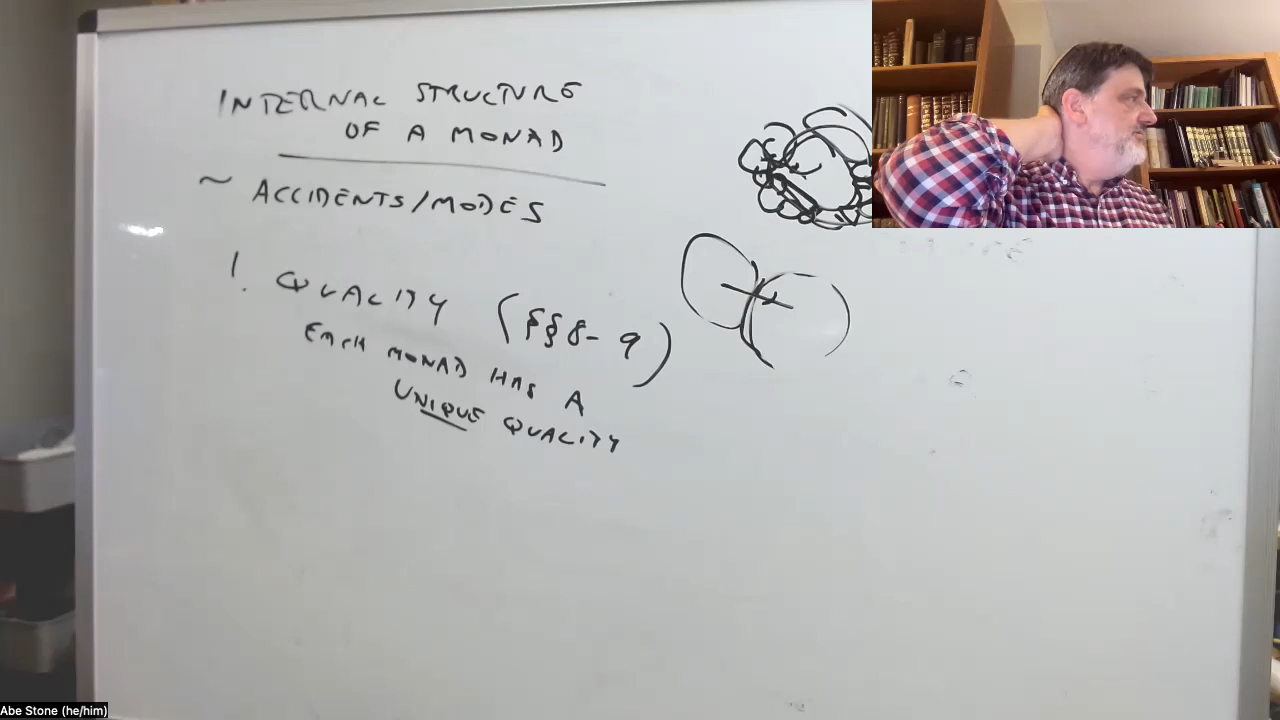 INTERNAL STRUCTURE
OF A MONAD
~ ACCIDENTS/MODES
1. QUALITY (§§8-9)
EACH MONAD HAS A
UNIQUE QUALITY
Abe Stone (he/him)